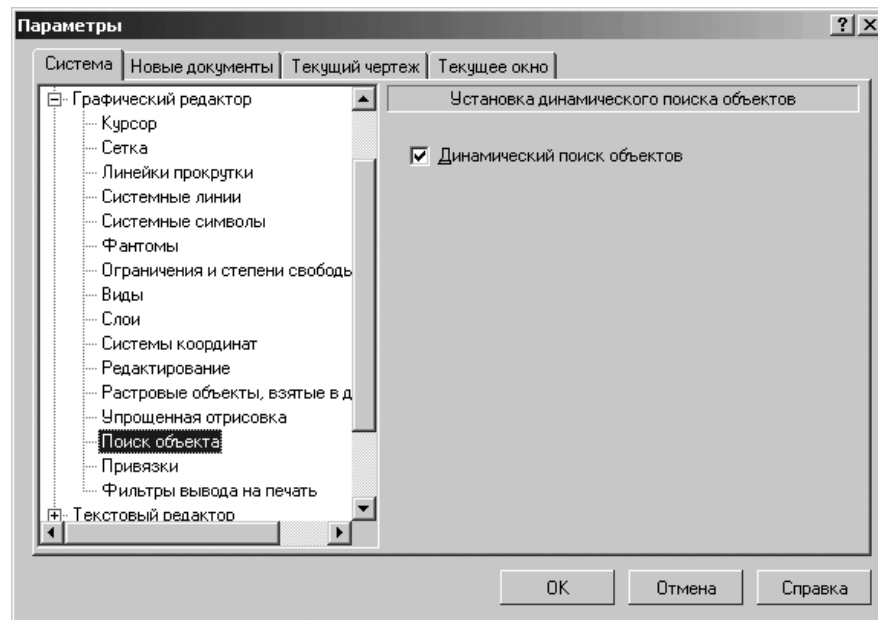 Параметры
Система Новые документы Текущий чертеж Текущее окно
Графический редактор
Курсор
Сетка
Линейки прокрутки
Системные линии
Системные символы
Фантомы
Ограничения и степени свободь
Виды
Слои
Системы координат
Редактирование
Растровые объекты, взятые в д
Упрощенная отрисовка
Поиск объекта
Привязки
Фильтры вывода на печать
Текстовый редактор
Установка динамического поиска объектов
Динамический поиск объектов
OK Отмена Справка